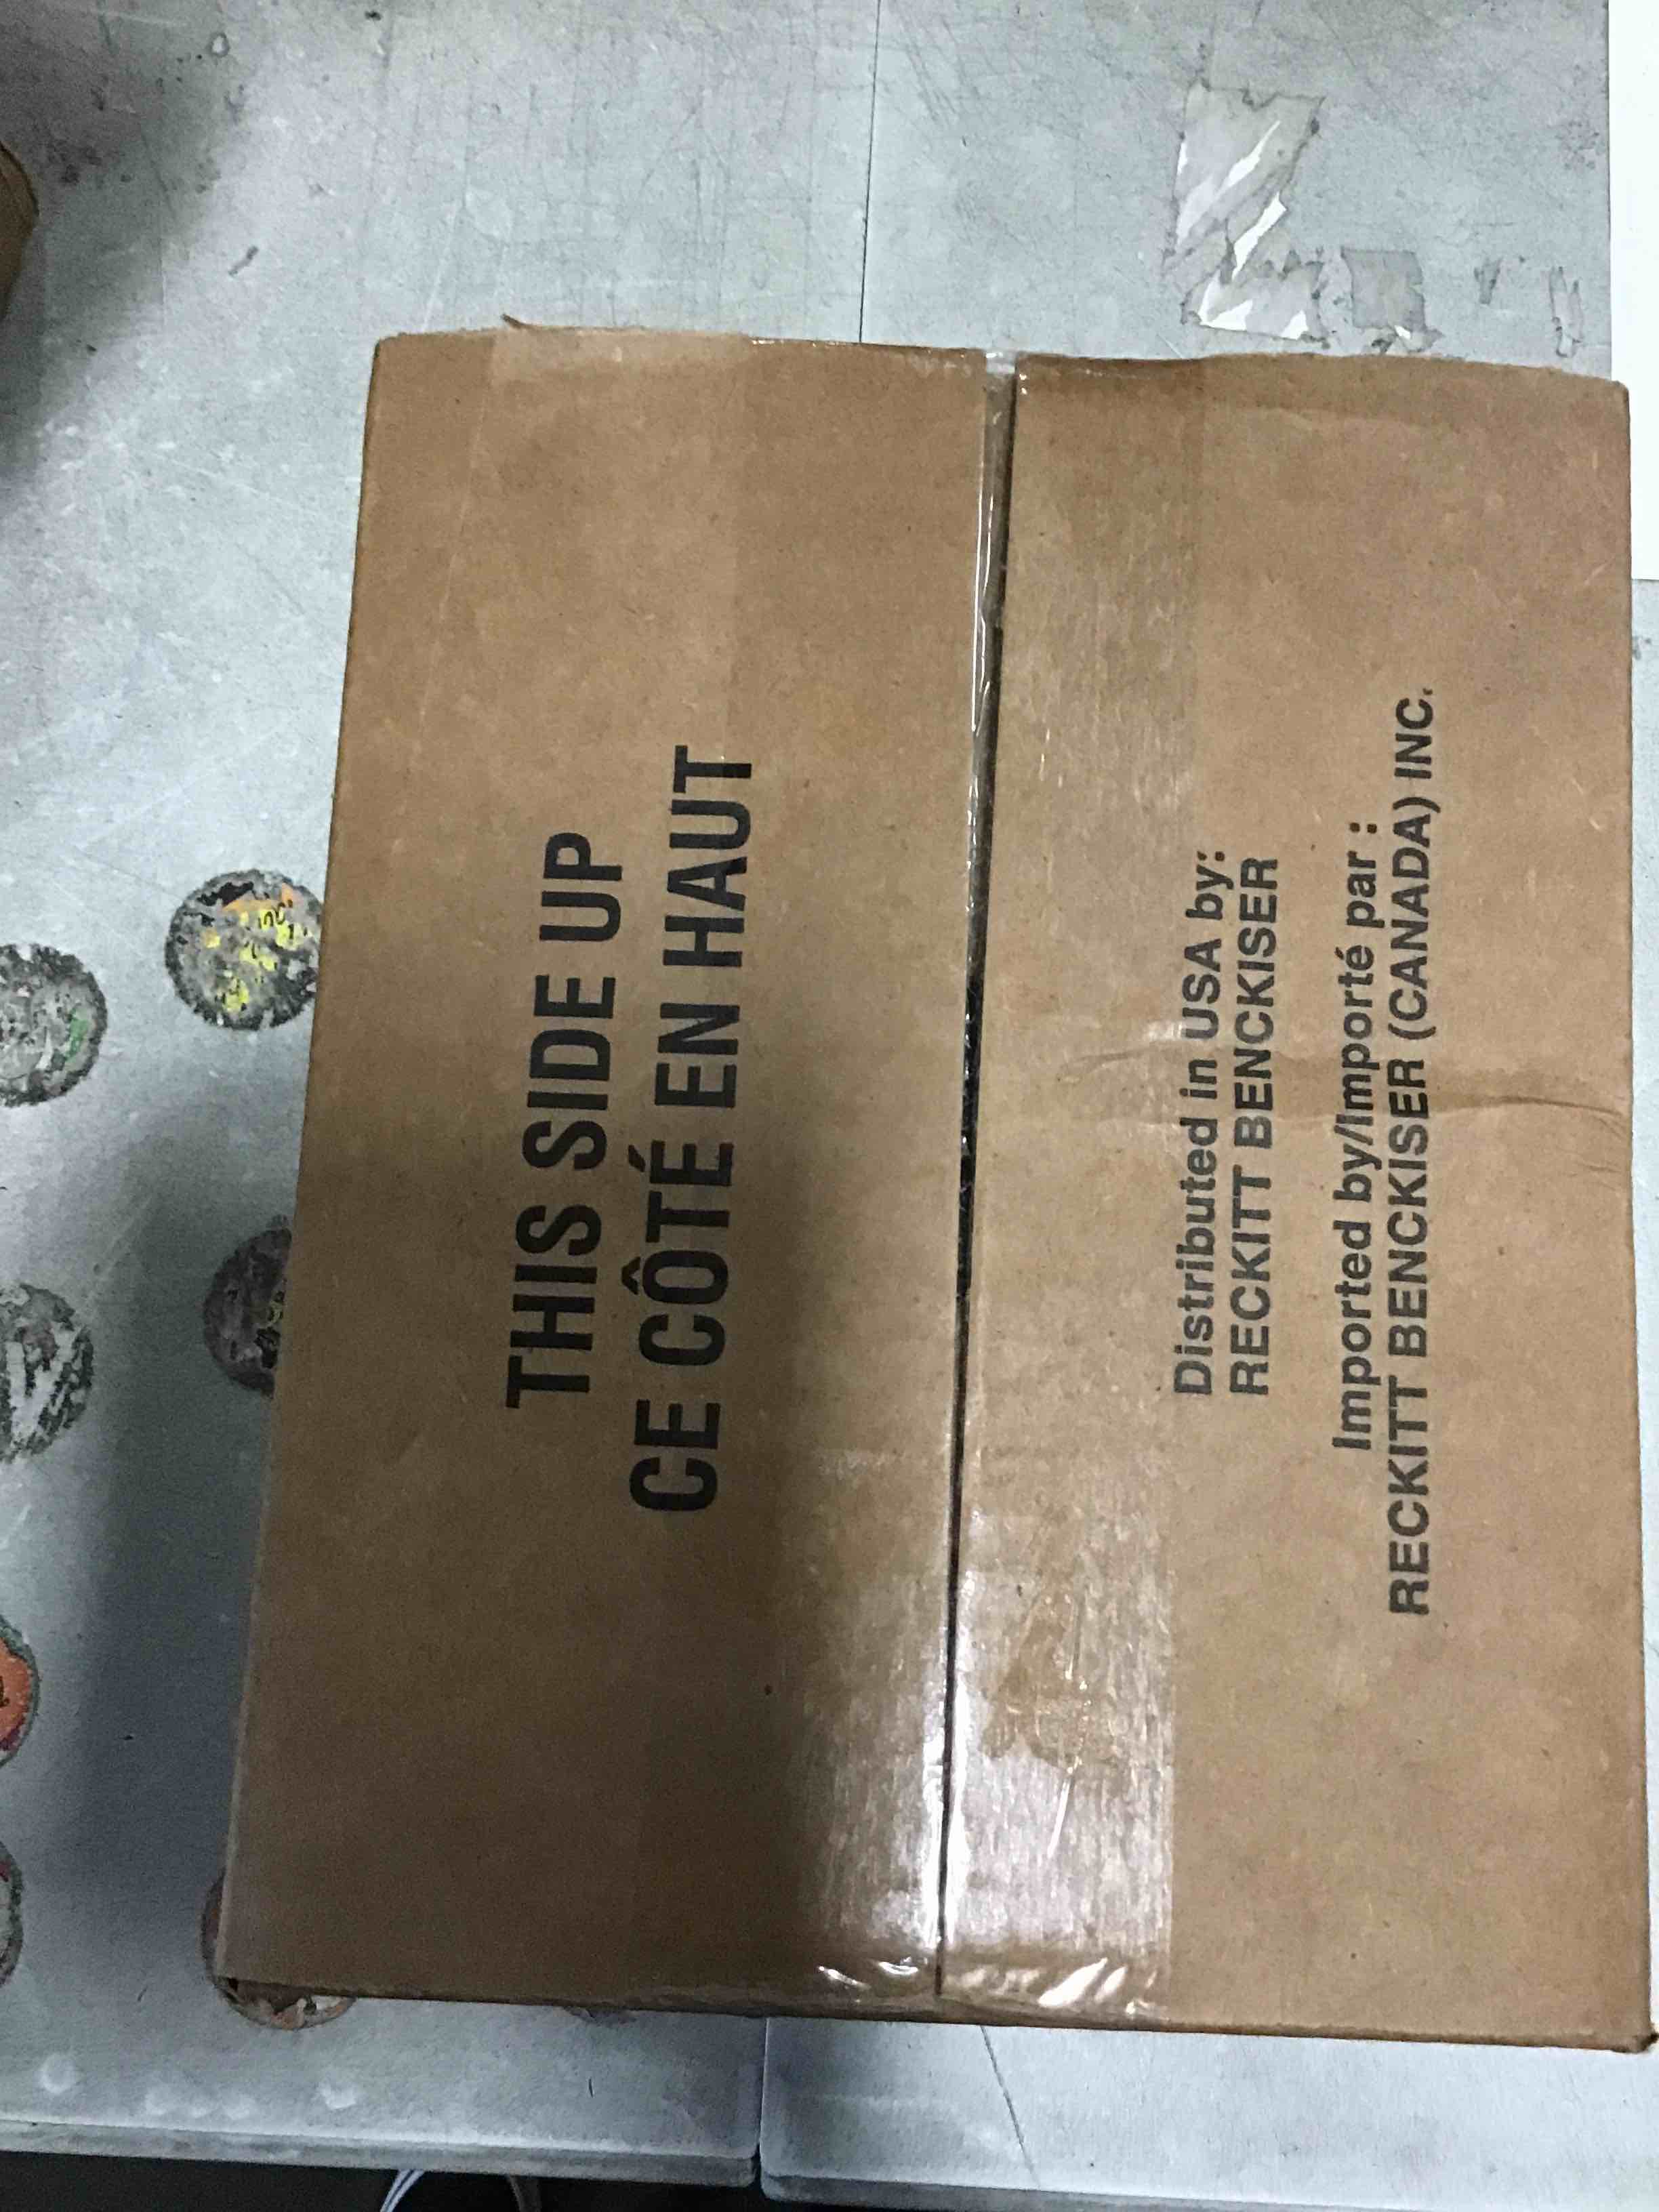 THIS SIDE UP
CE CÔTÉ EN HAUT
Distributed in USA by:
RECKITT BENCKISER
Imported by/Importé par :
RECKITT BENCKISER (CANADA) INC.